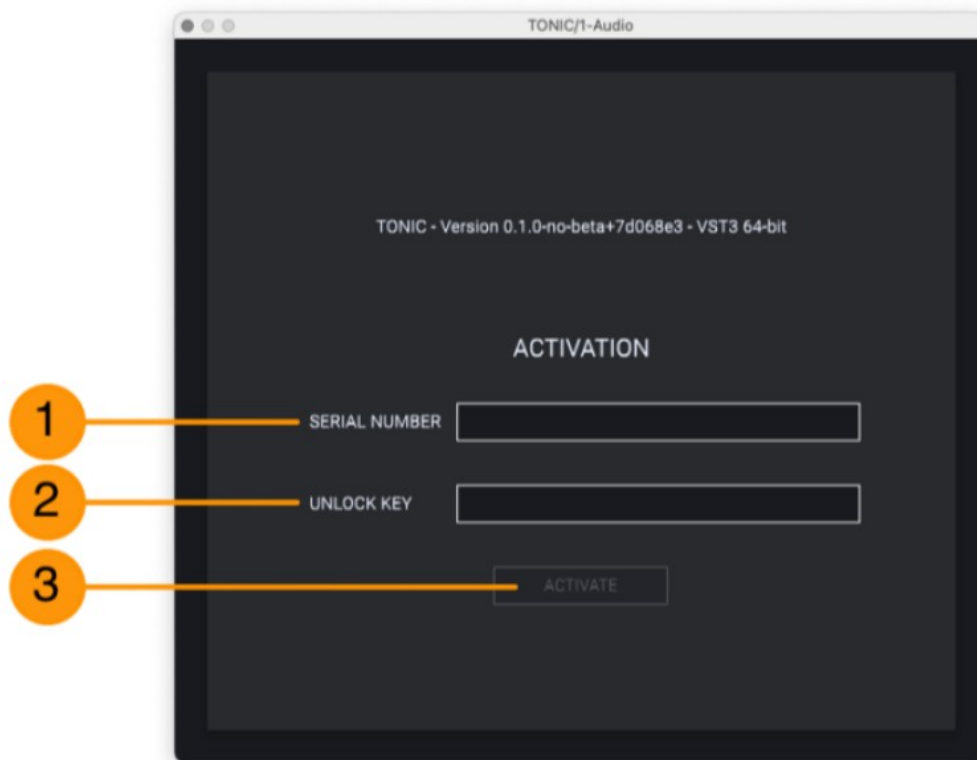 TONIC/1-Audio
TONIC - Version 0.1.0-no-beta+7d068e3 - VST3 64-bit
ACTIVATION
1 SERIAL NUMBER
2 UNLOCK KEY
3 ACTIVATE